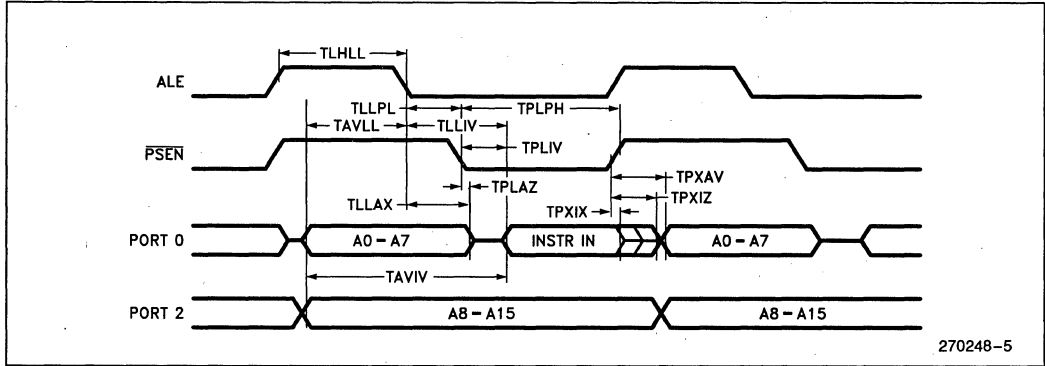 TLHLL
ALE
TLLPL
TPLPH
TAVLL
TLLIV
PSEN
TPLIV
TPLAZ
TPXAV
TLLAX
TPXIZ
TPXIX
PORT 0
A0 – A7
INSTR IN
A0 – A7
TAVIV
PORT 2
A8 – A15
A8 – A15
270248–5